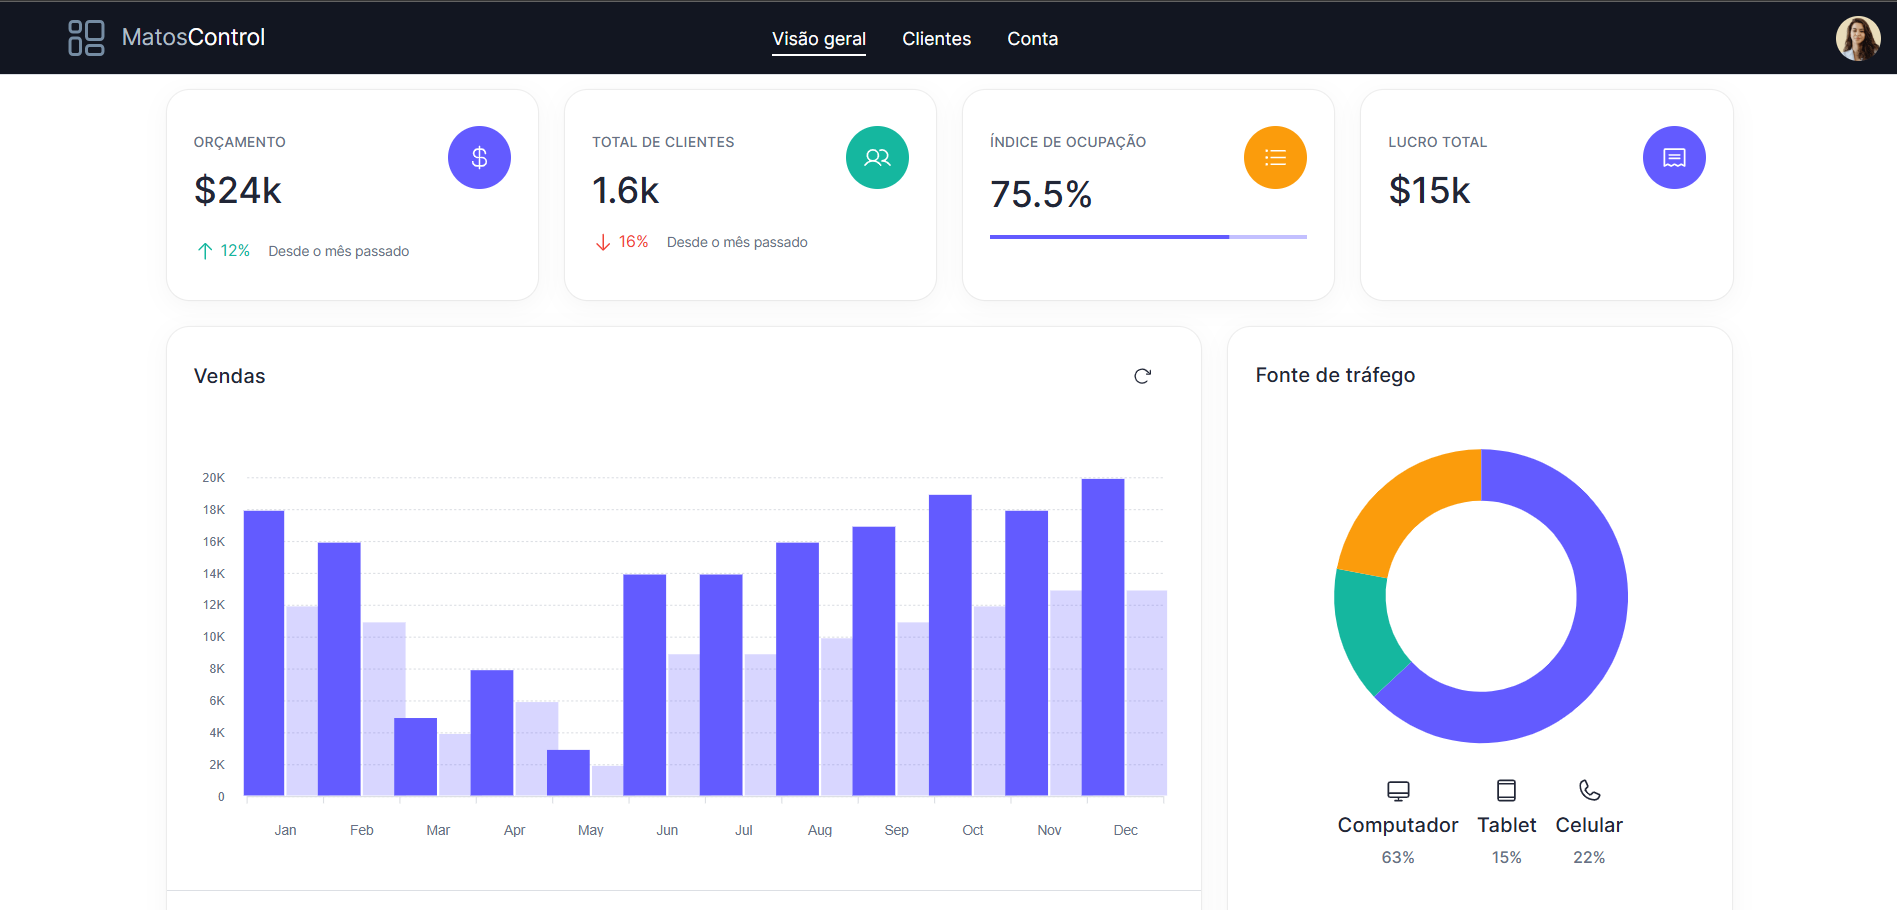 MatosControl
Visão geral
Clientes
Conta
ORÇAMENTO
$24k
12% Desde o mês passado
TOTAL DE CLIENTES
1.6k
16% Desde o mês passado
ÍNDICE DE OCUPAÇÃO
75.5%
LUCRO TOTAL
$15k
Vendas
20K
18K
16K
14K
12K
10K
8K
6K
4K
2K
0
Jan Feb Mar Apr May Jun Jul Aug Sep Oct Nov Dec
Fonte de tráfego
Computador Tablet Celular
63% 15% 22%